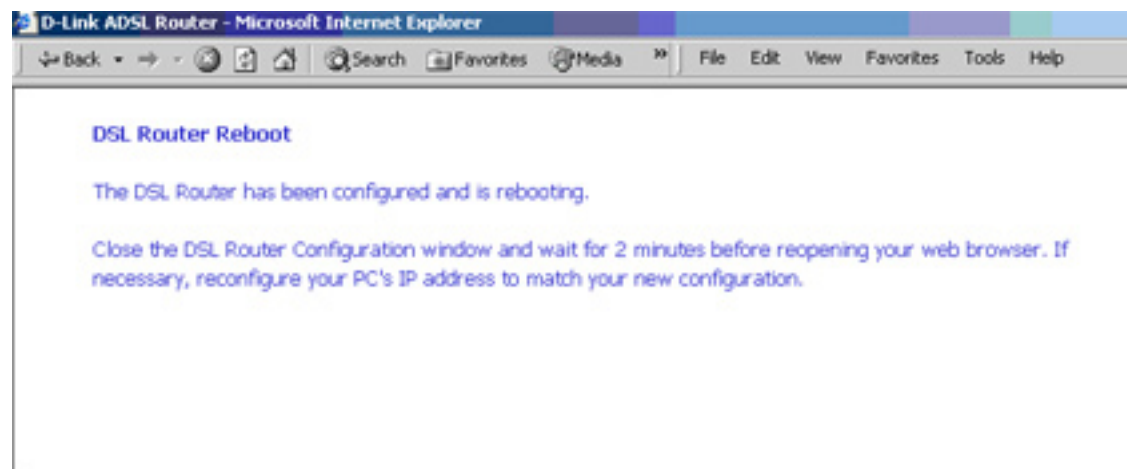 D-Link ADSL Router - Microsoft Internet Explorer
Back Search Favorites Media » File Edit View Favorites Tools Help
DSL Router Reboot
The DSL Router has been configured and is rebooting.
Close the DSL Router Configuration window and wait for 2 minutes before reopening your web browser. If
necessary, reconfigure your PC's IP address to match your new configuration.